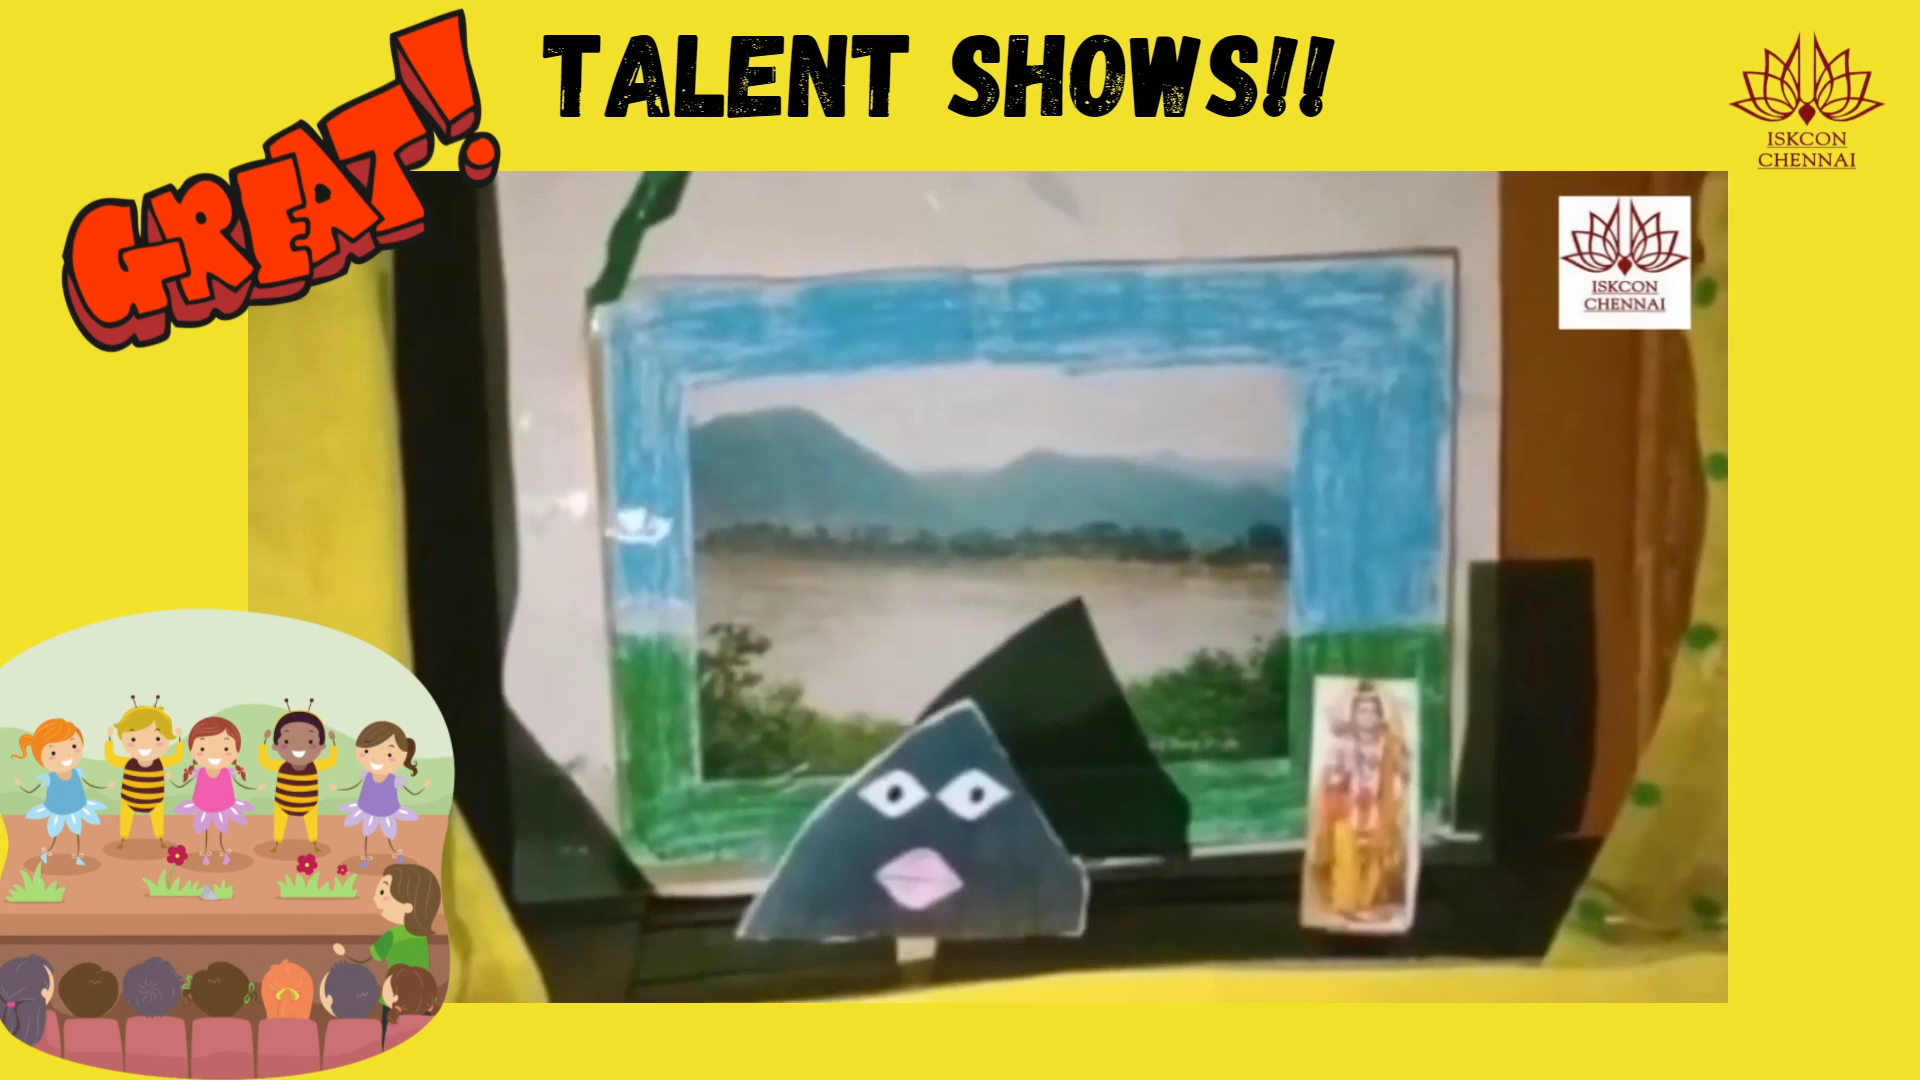 GREAT!
TALENT SHOWS!!
ISKCON
CHENNAI
ISKCON
CHENNAI